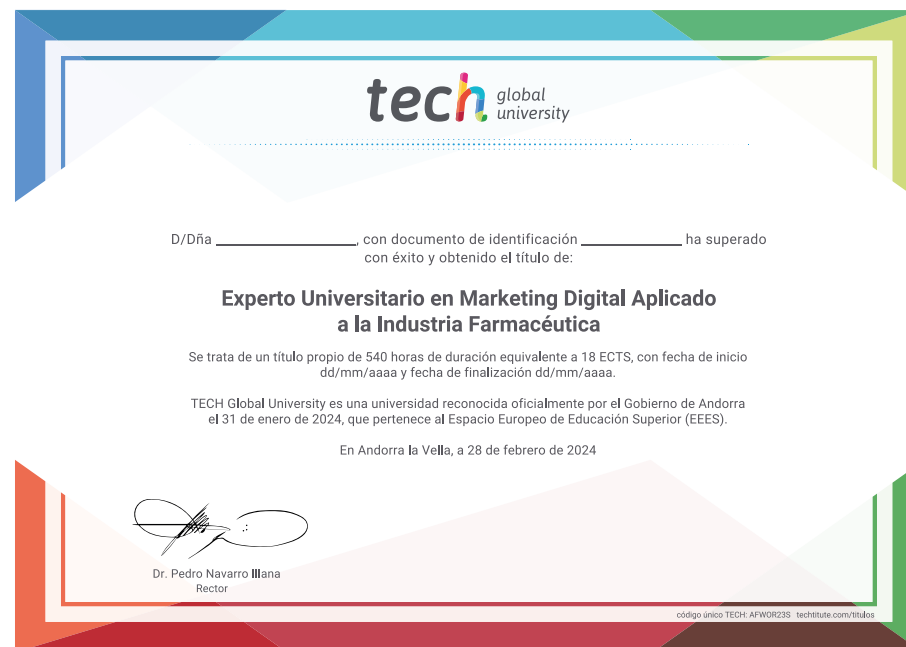 tech global
university
D/Dña ______________, con documento de identificación __________ ha superado
con éxito y obtenido el título de:
Experto Universitario en Marketing Digital Aplicado
a la Industria Farmacéutica
Se trata de un título propio de 540 horas de duración equivalente a 18 ECTS, con fecha de inicio
dd/mm/aaaa y fecha de finalización dd/mm/aaaa.
TECH Global University es una universidad reconocida oficialmente por el Gobierno de Andorra
el 31 de enero de 2024, que pertenece al Espacio Europeo de Educación Superior (EEES).
En Andorra la Vella, a 28 de febrero de 2024
Dr. Pedro Navarro Illana
Rector
código único TECH: AFWOR23S techtitute.com/titulos